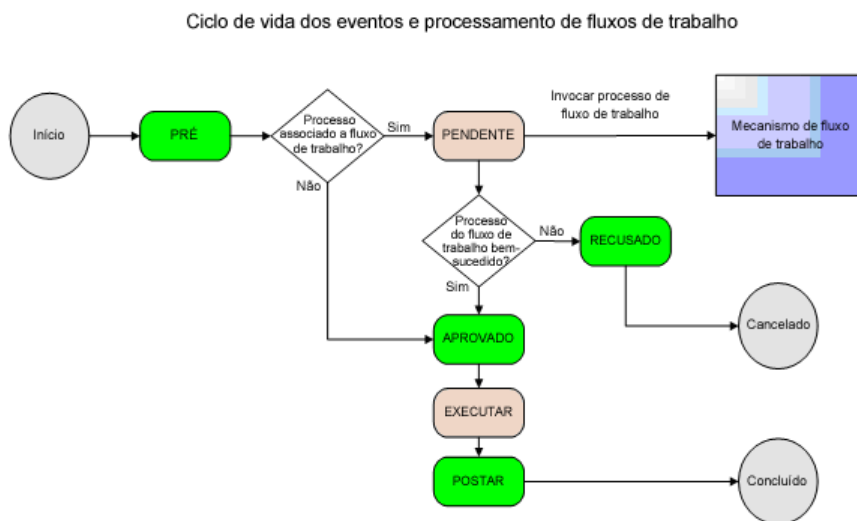 Ciclo de vida dos eventos e processamento de fluxos de trabalho
Início
PRÉ
Processo
associado a fluxo
de trabalho?
Sim
Não
PENDENTE
Invocar processo de
fluxo de trabalho
Mecanismo de fluxo
de trabalho
Processo
do fluxo de
trabalho bem-
sucedido?
Não
RECUSADO
Sim
Cancelado
APROVADO
EXECUTAR
POSTAR
Concluído